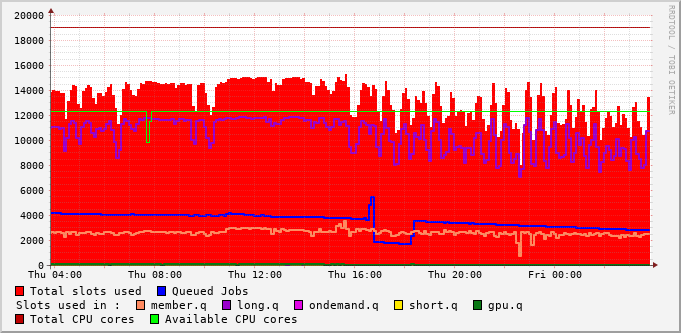 20000
18000
16000
14000
12000
10000
8000
6000
4000
2000
0
Thu 04:00 Thu 08:00 Thu 12:00 Thu 16:00 Thu 20:00 Fri 00:00
RRDTOOL / TOBI OETIKER
Total slots used Queued Jobs
Slots used in : member.q long.q ondemand.q short.q gpu.q
Total CPU cores Available CPU cores